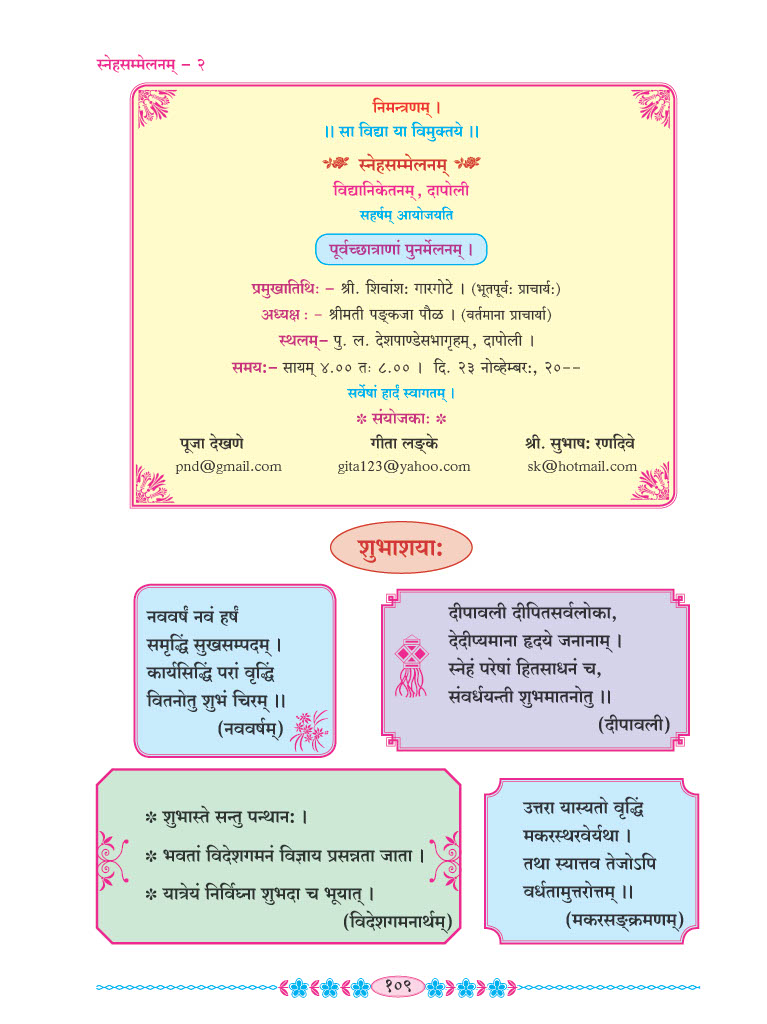 स्नेहसम्मेलनम् – २
निमन्त्रणम् ।
।। सा विद्या या विमुक्तये ।।
स्नेहसम्मेलनम्
विद्यानिकेतनम्, दापोली
सहर्षम् आयोजयति
पूर्वच्छात्राणां पुनर्मेलनम् ।
प्रमुखातिथिः – श्री. शिवांशः गारगोटे । (भूतपूर्वः प्राचार्यः)
अध्यक्ष : – श्रीमती पङ्कजा पौळ । (वर्तमाना प्राचार्या)
स्थलम्– पु. ल. देशपाण्डेसभागृहम्, दापोली ।
समयः– सायम् ४.०० तः ८.०० । दि. २३ नोव्हेम्बरः, २०--
सर्वेषां हार्दं स्वागतम् ।
* संयोजकाः *
पूजा देखणे गीता लङ्के श्री. सुभाषः रणदिवे
pnd@gmail.com gita123@yahoo.com sk@hotmail.com
शुभाशयाः
नववर्षं नवं हर्षं
समृद्धिं सुखसम्पदम् ।
कार्यसिद्धिं परां वृद्धिं
वितनोतु शुभं चिरम् ।।
(नववर्षम्)
दीपावली दीपितसर्वलोका,
देदीप्यमाना हृदये जनानाम् ।
स्नेहं परेषां हितसाधनं च,
संवर्धयन्ती शुभमातनोतु ।।
(दीपावली)
* शुभास्ते सन्तु पन्थानः ।
* भवतां विदेशगमनं विज्ञाय प्रसन्नता जाता ।
* यात्रेयं निर्विघ्ना शुभदा च भूयात् ।
(विदेशगमनार्थम्)
उत्तरा यास्यतो वृद्धिं
मकरस्थरवेर्यथा ।
तथा स्यात्तव तेजोऽपि
वर्धतामुत्तरोत्तम् ।।
(मकरसङ्क्रमणम्)
१०९